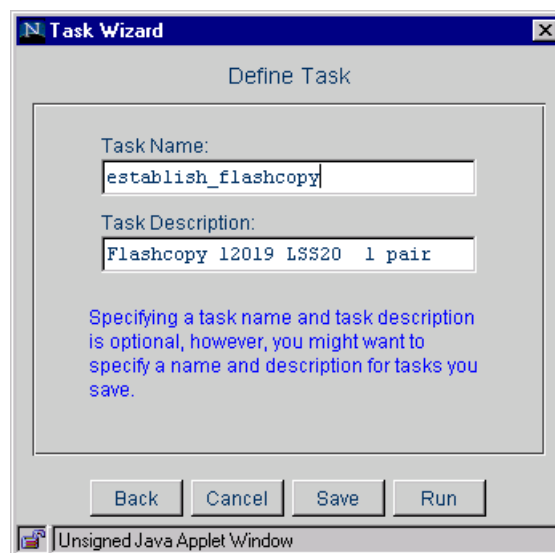 N Task Wizard
Define Task
Task Name:
establish_flashcopy
Task Description:
Flashcopy 12019 LSS20  1 pair
Specifying a task name and task description
is optional, however, you might want to
specify a name and description for tasks you
save.
Back Cancel Save Run
Unsigned Java Applet Window